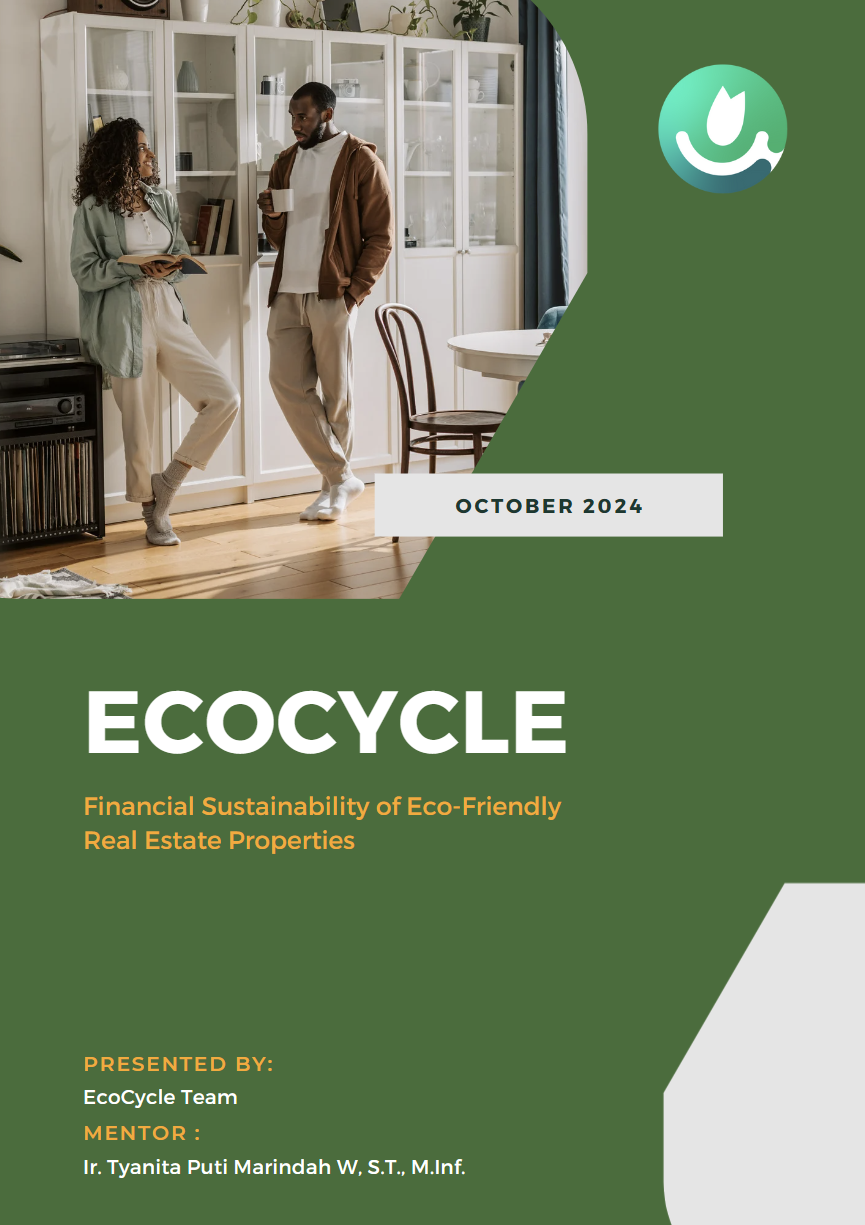 OCTOBER 2024
ECOCYCLE
Financial Sustainability of Eco-Friendly
Real Estate Properties
PRESENTED BY:
EcoCycle Team
MENTOR :
Ir. Tyanita Puti Marindah W, S.T., M.Inf.